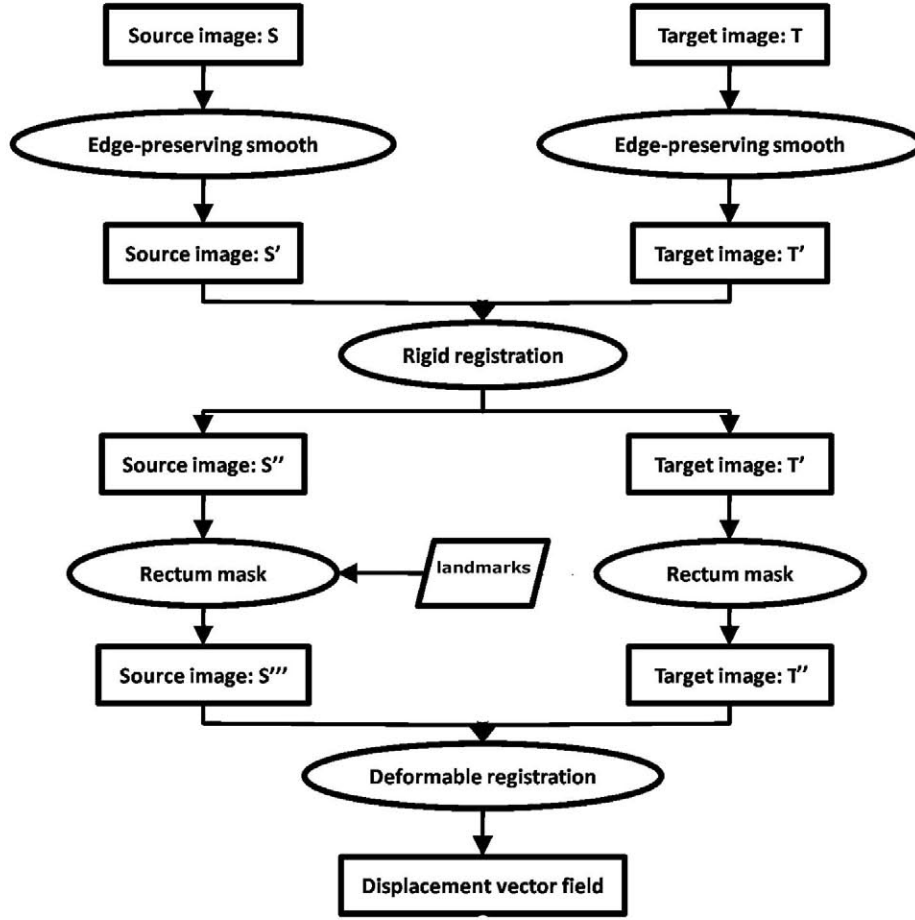 Source image: S
Target image: T
Edge-preserving smooth
Edge-preserving smooth
Source image: S'
Target image: T'
Rigid registration
Source image: S''
Target image: T'
Rectum mask
landmarks
Rectum mask
Source image: S'''
Target image: T''
Deformable registration
Displacement vector field